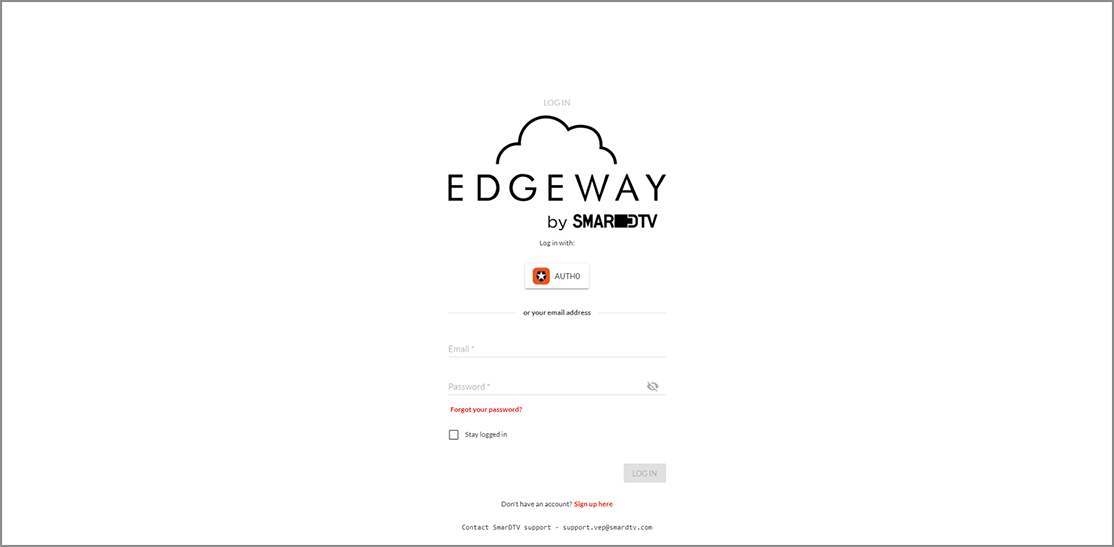 LOG IN
EDGEWAY
by SMARDTV
Log in with:
AUTH0
or your email address
Email *
Password *
Forgot your password?
Stay logged in
LOG IN
Don't have an account? Sign up here
Contact SmarDTV support - support.vep@smardtv.com